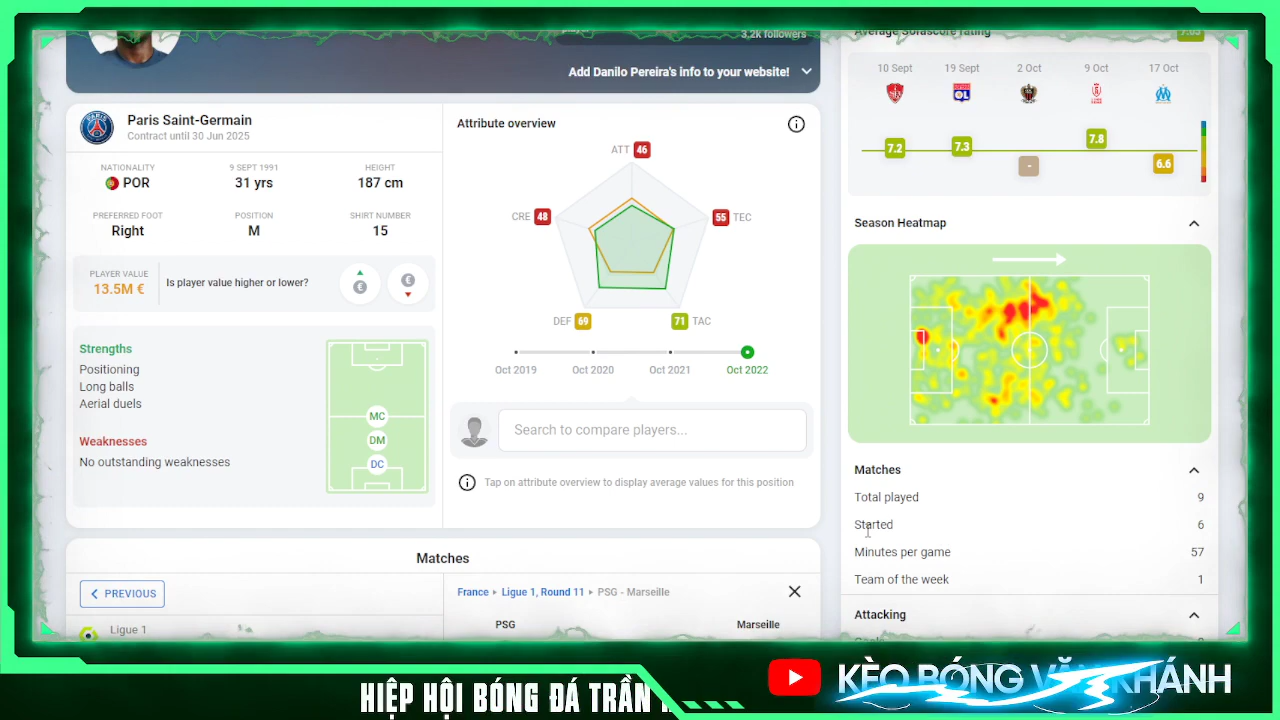 3,2k followers
Add Danilo Pereira's info to your website!
Paris Saint-Germain
Contract until 30 Jun 2025
NATIONALITY
POR
9 SEPT 1991
31 yrs
HEIGHT
187 cm
PREFERRED FOOT
Right
POSITION
M
SHIRT NUMBER
15
PLAYER VALUE
13.5M €
Is player value higher or lower?
Strengths
Positioning
Long balls
Aerial duels
Weaknesses
No outstanding weaknesses
MC
DM
DC
Attribute overview
ATT 46
CRE 48
55 TEC
DEF 69
71 TAC
Oct 2019
Oct 2020
Oct 2021
Oct 2022
Search to compare players...
Tap on attribute overview to display average values for this position
Matches
PREVIOUS
Ligue 1
France
Ligue 1, Round 11
PSG - Marseille
PSG
Marseille
Average Sofascore rating
10 Sept
19 Sept
2 Oct
9 Oct
17 Oct
7.2
7.3
-
7.8
6.6
Season Heatmap
Matches
Total played 9
Started 6
Minutes per game 57
Team of the week 1
Attacking
HIỆP HỘI BÓNG ĐÁ TRẦN
KÈO BÓNG VĂN KHÁNH